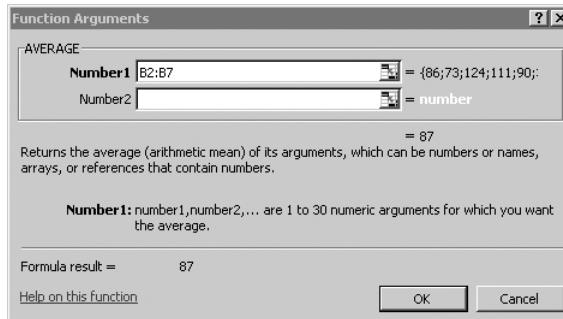 Function Arguments
AVERAGE
Number1 B2:B7 = {86;73;124;111;90;
Number2 = number
= 87
Returns the average (arithmetic mean) of its arguments, which can be numbers or names,
arrays, or references that contain numbers.
Number1: number1,number2,... are 1 to 30 numeric arguments for which you want
the average.
Formula result = 87
Help on this function OK Cancel